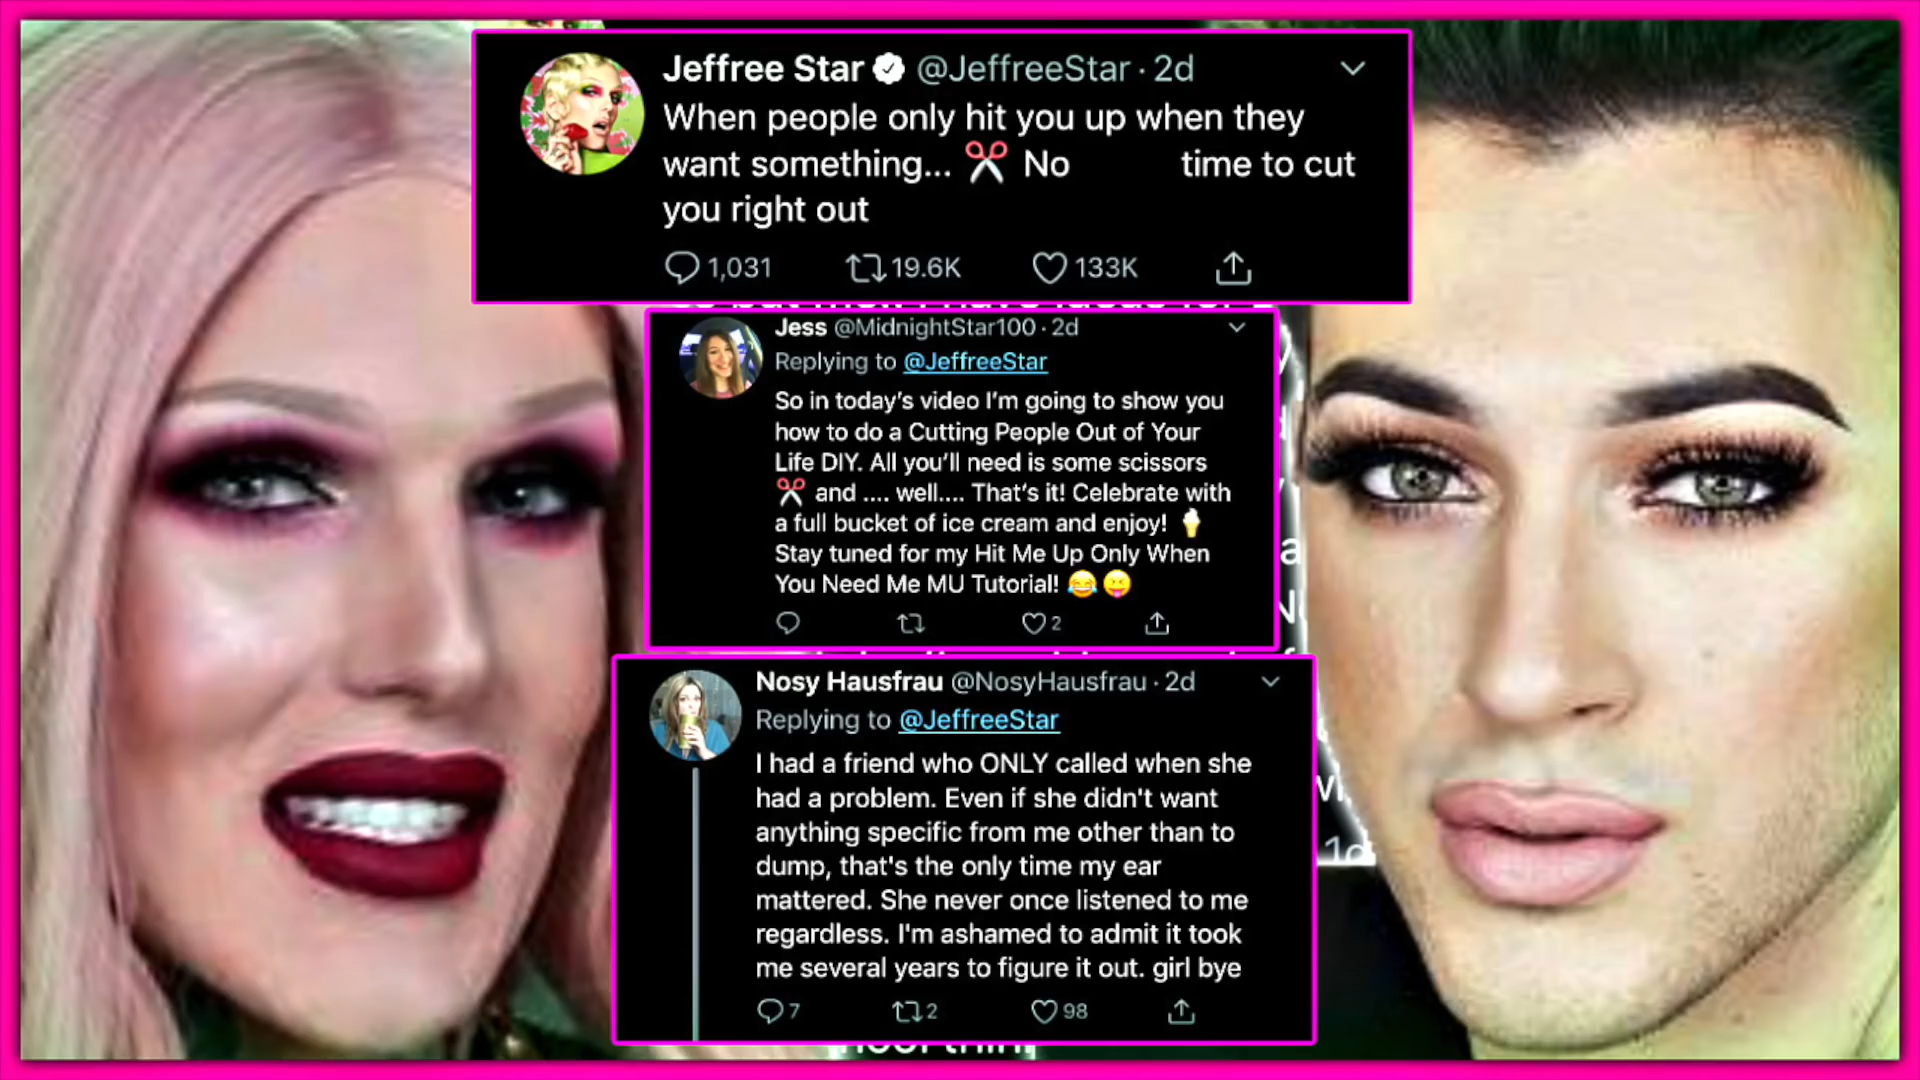 Jeffree Star @JeffreeStar · 2d
When people only hit you up when they
want something... ✂️ No time to cut
you right out
1,031 19.6K 133K
Jess @MidnightStar100 · 2d
Replying to @JeffreeStar
So in today's video I'm going to show you
how to do a Cutting People Out of Your
Life DIY. All you'll need is some scissors
✂️ and .... well.... That's it! Celebrate with
a full bucket of ice cream and enjoy! 🍦
Stay tuned for my Hit Me Up Only When
You Need Me MU Tutorial! 😂😝
2
Nosy Hausfrau @NosyHausfrau · 2d
Replying to @JeffreeStar
I had a friend who ONLY called when she
had a problem. Even if she didn't want
anything specific from me other than to
dump, that's the only time my ear
mattered. She never once listened to me
regardless. I'm ashamed to admit it took
me several years to figure it out. girl bye
7 2 98